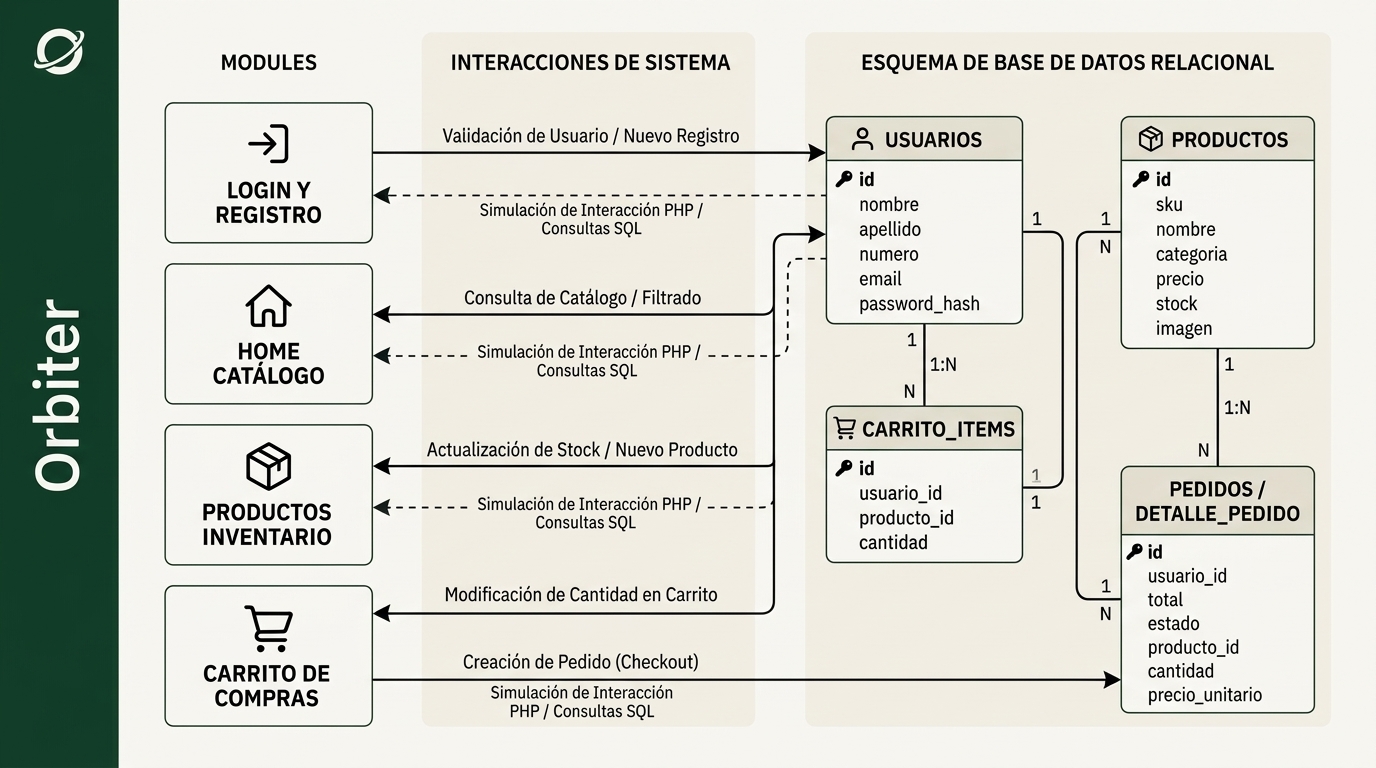 Orbiter
MODULES
LOGIN Y
REGISTRO
HOME
CATÁLOGO
PRODUCTOS
INVENTARIO
CARRITO DE
COMPRAS
INTERACCIONES DE SISTEMA
Validación de Usuario / Nuevo Registro
Simulación de Interacción PHP /
Consultas SQL
Consulta de Catálogo / Filtrado
Simulación de Interacción PHP /
Consultas SQL
Actualización de Stock / Nuevo Producto
Simulación de Interacción PHP /
Consultas SQL
Modificación de Cantidad en Carrito
Creación de Pedido (Checkout)
Simulación de Interacción
PHP / Consultas SQL
ESQUEMA DE BASE DE DATOS RELACIONAL
USUARIOS
id
nombre
apellido
numero
email
password_hash
1
1
1:N
N
CARRITO_ITEMS
id
usuario_id
producto_id
cantidad
1
1
PRODUCTOS
id
sku
nombre
categoria
precio
stock
imagen
1
N
1
1:N
N
PEDIDOS /
DETALLE_PEDIDO
id
usuario_id
total
estado
producto_id
cantidad
precio_unitario
1
N